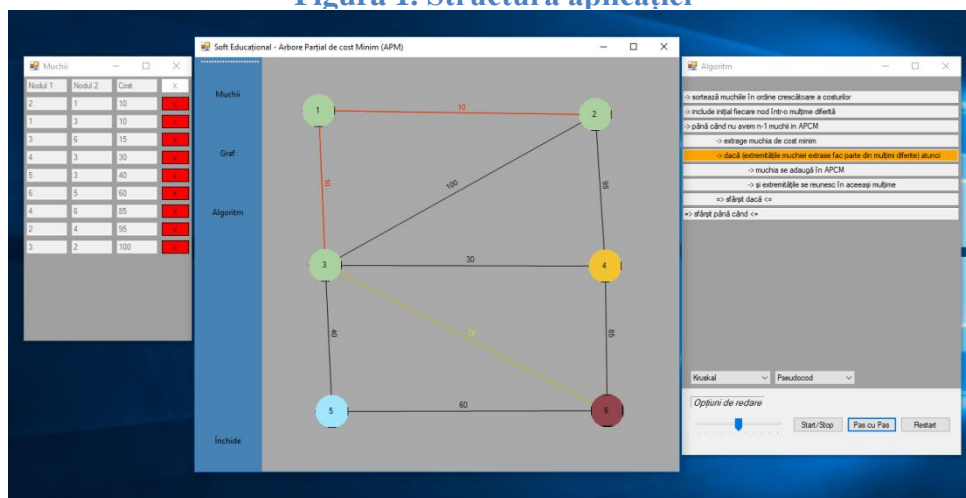 Figura 1. Structura aplicației
Muchii
Nodul 1 Nodul 2 Cost X
2 1 10 X
1 3 10 X
3 6 15 X
4 3 30 X
5 3 40 X
6 5 60 X
4 6 85 X
2 4 95 X
3 2 100 X
Soft Educațional - Arbore Parțial de cost Minim (APM)
Muchii
Graf
Algoritm
Închide
1
10
2
10
100
95
3
30
4
40
15
85
5
60
6
Algoritm
-> sortează muchiile în ordine crescătoare a costurilor
-> include inițial fiecare nod într-o mulțime diferită
-> până când nu avem n-1 muchii in APCM
-> extrage muchia de cost minim
-> dacă (extremitățile muchiei extrase fac parte din mulțimi diferite) atunci
-> muchia se adaugă în APCM
-> și extremitățile se reunesc în aceeași mulțime
=> sfârșit dacă <=
=> sfârșit până când <=
Kruskal Pseudocod
Opțiuni de redare
Start/Stop Pas cu Pas Restart